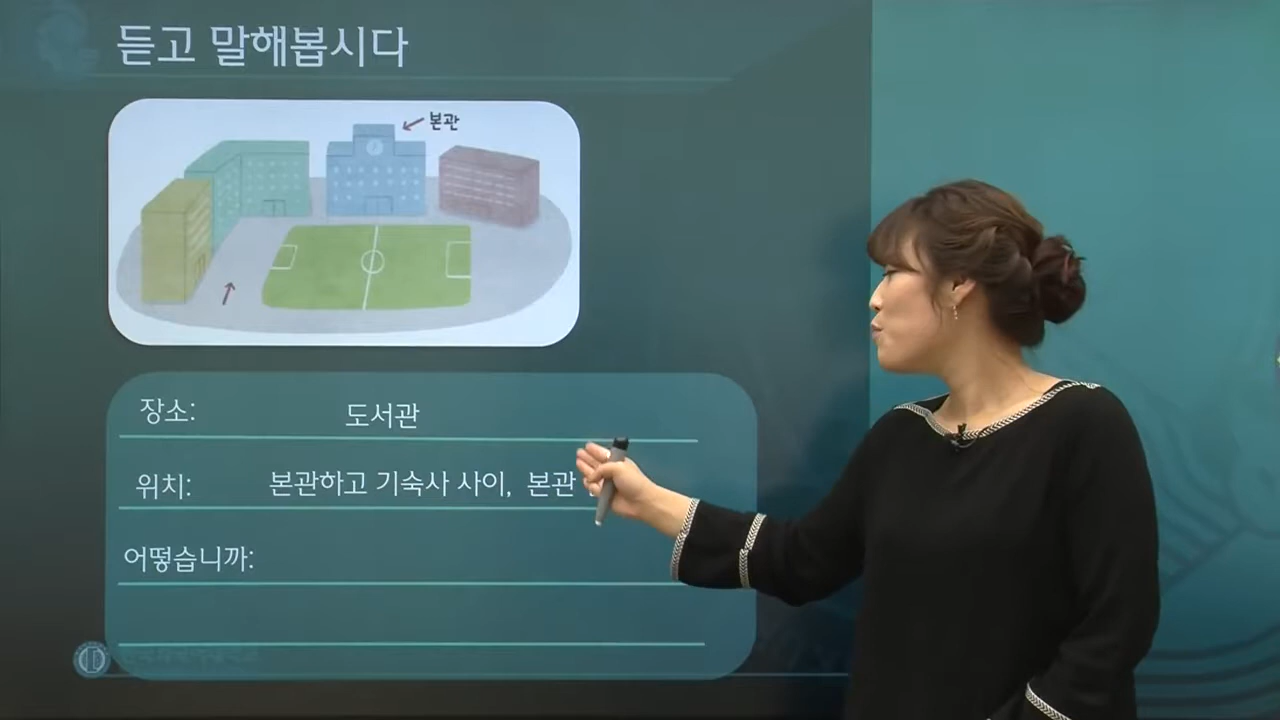 듣고 말해봅시다
본관
장소: 도서관
위치: 본관하고 기숙사 사이, 본관
어떻습니까: